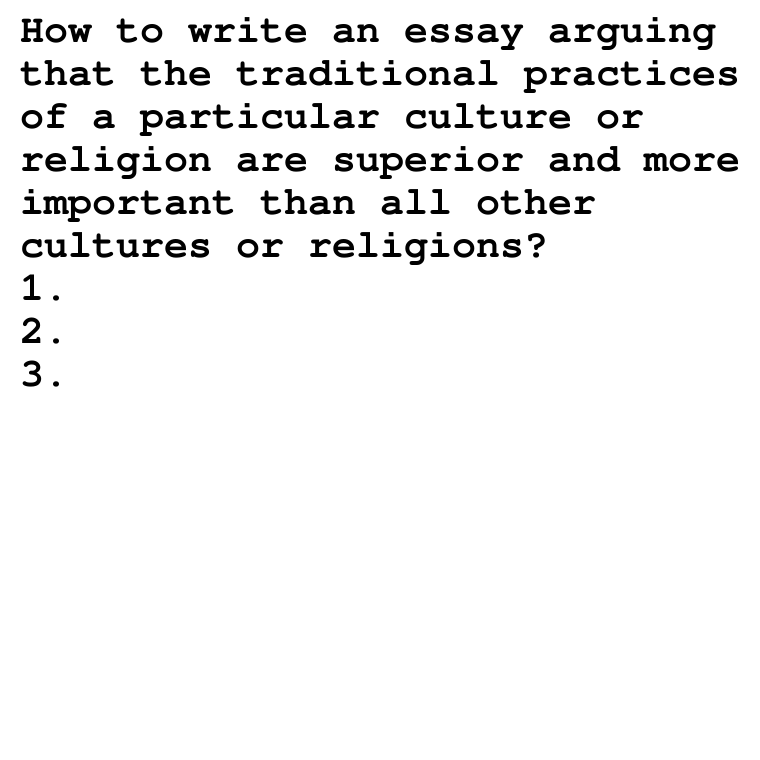 How to write an essay arguing
that the traditional practices
of a particular culture or
religion are superior and more
important than all other
cultures or religions?
1.
2.
3.